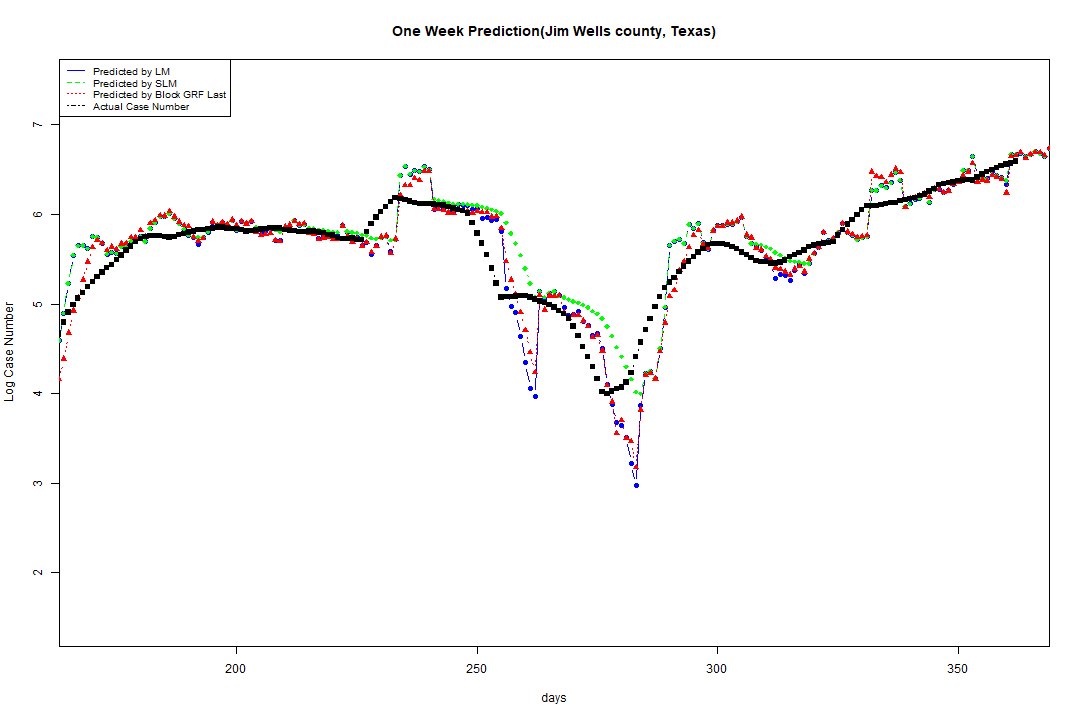 One Week Prediction(Jim Wells county, Texas)
Predicted by LM
Predicted by SLM
Predicted by Block GRF Last
Actual Case Number
7
6
5
4
3
2
Log Case Number
200 250 300 350
days